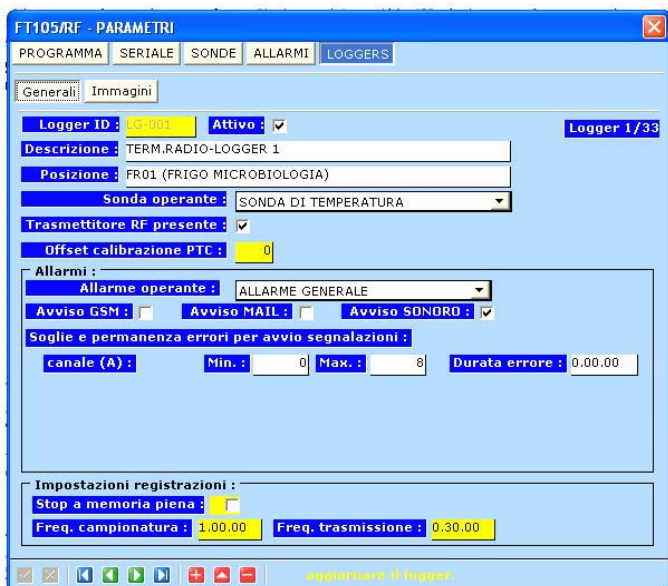 FT105/RF - PARAMETRI
PROGRAMMA SERIALE SONDE ALLARMI LOGGERS
Generali Immagini
Logger ID : LG-001 Attivo : Logger 1/33
Descrizione : TERM.RADIO-LOGGER 1
Posizione : FR01 (FRIGO MICROBIOLOGIA)
Sonda operante : SONDA DI TEMPERATURA
Trasmettitore RF presente :
Offset calibrazione PTC : 0
Allarmi :
Allarme operante : ALLARME GENERALE
Avviso GSM : Avviso MAIL : Avviso SONORO :
Soglie e permanenza errori per avvio segnalazioni :
canale (A) : Min. : 0 Max. : 8 Durata errore : 0.00.00
Impostazioni registrazioni :
Stop a memoria piena :
Freq. campionatura : 1.00.00 Freq. trasmissione : 0.30.00
aggiornare il logger.